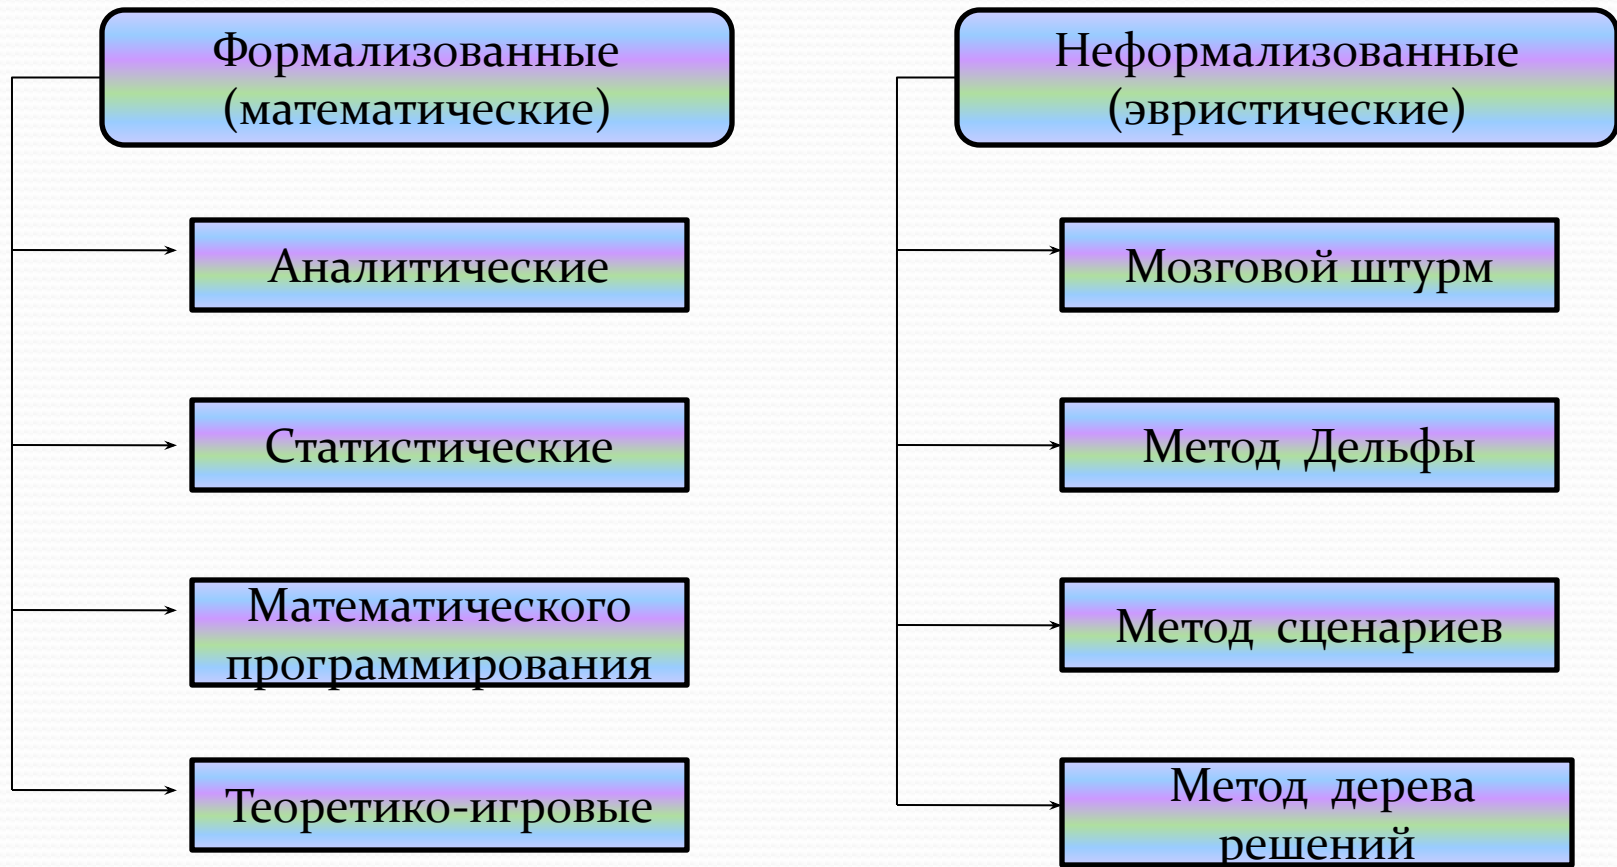 Формализованные
(математические)
Аналитические
Статистические
Математического
программирования
Теоретико-игровые
Неформализованные
(эвристические)
Мозговой штурм
Метод Дельфы
Метод сценариев
Метод дерева
решений